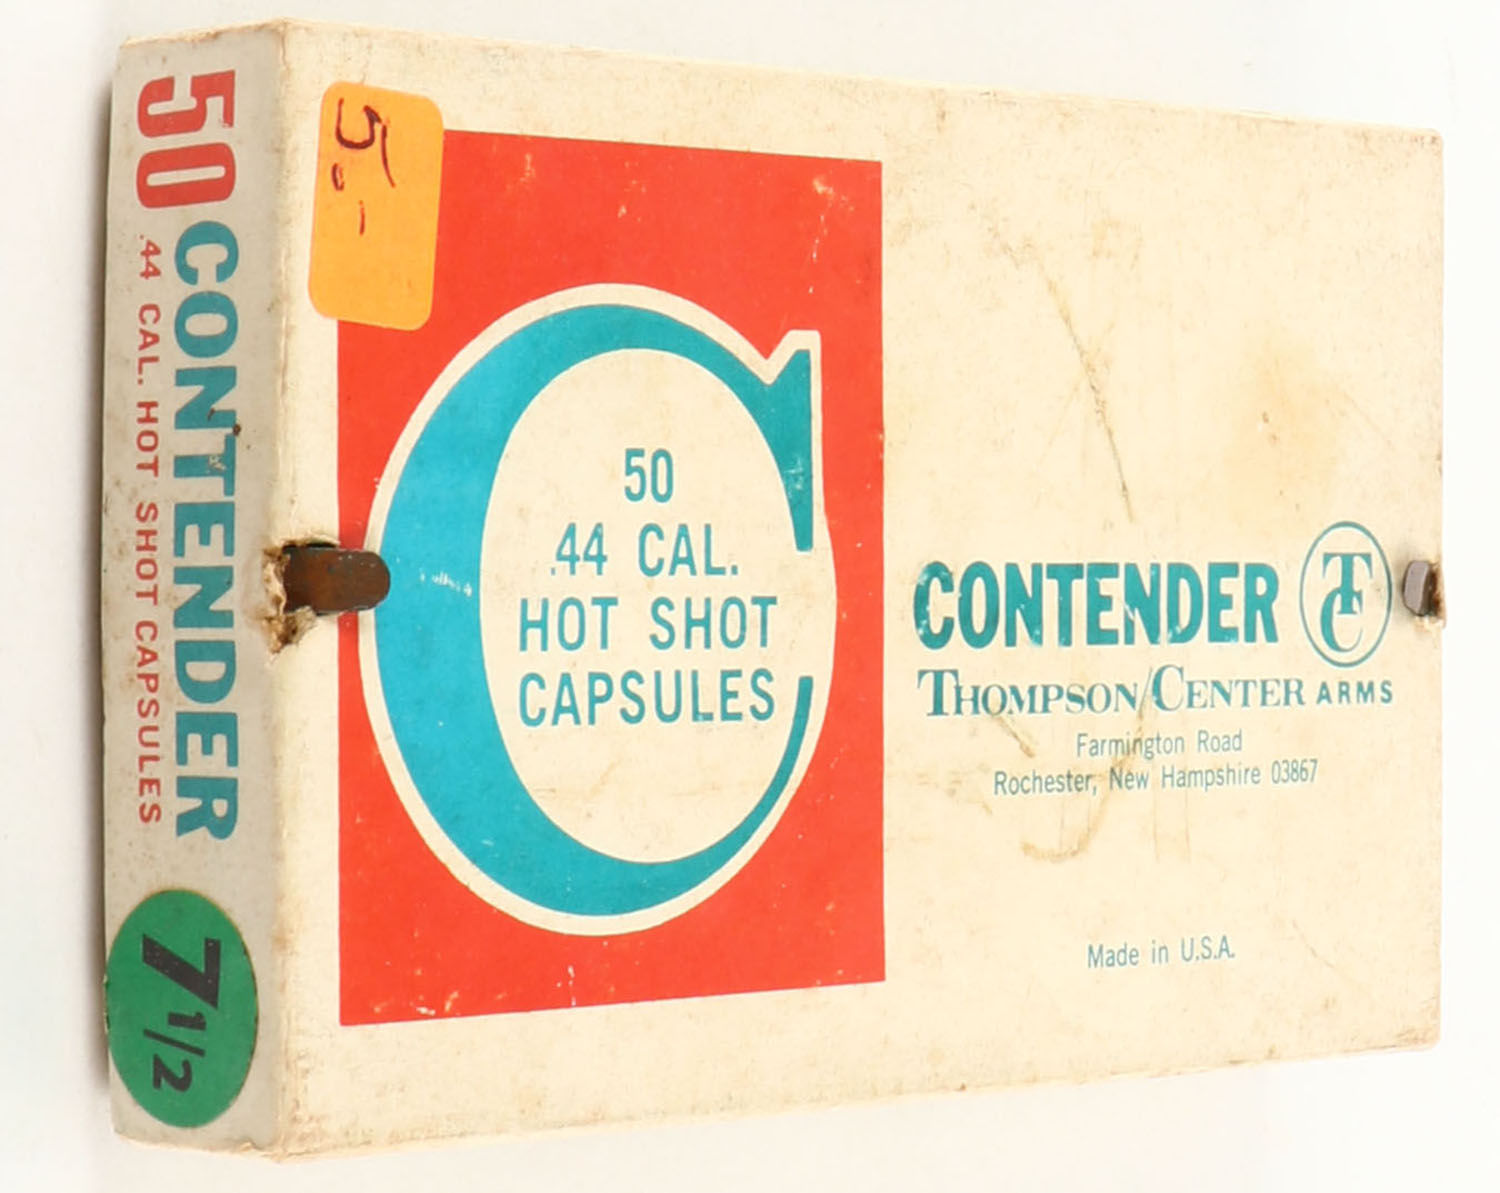 50 CONTENDER
.44 CAL. HOT SHOT CAPSULES
7 1/2
5.-
50
.44 CAL.
HOT SHOT
CAPSULES
CONTENDER TC
THOMPSON/CENTER ARMS
Farmington Road
Rochester, New Hampshire 03867
Made in U.S.A.